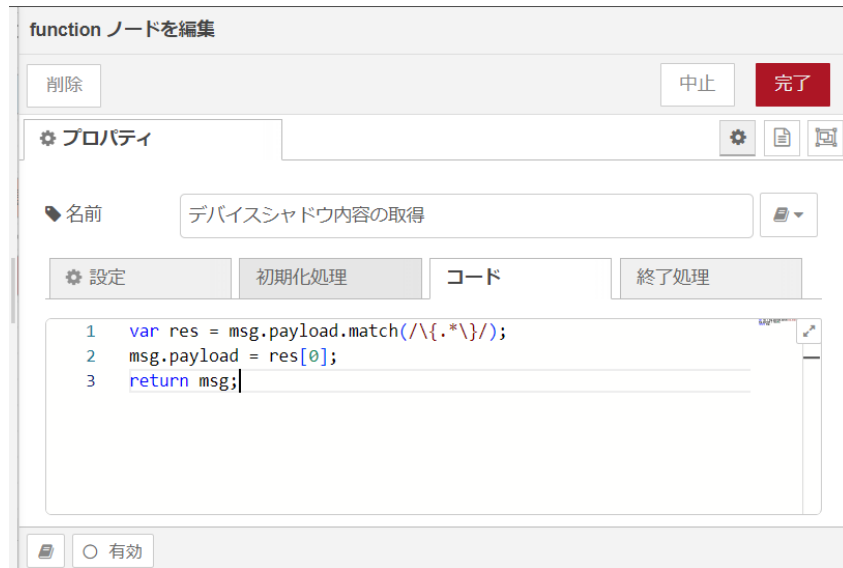 function ノードを編集
削除
中止
完了
プロパティ
名前
デバイスシャドウ内容の取得
設定
初期化処理
コード
終了処理
1 var res = msg.payload.match(/\{.*\}/);
2 msg.payload = res[0];
3 return msg;
有効